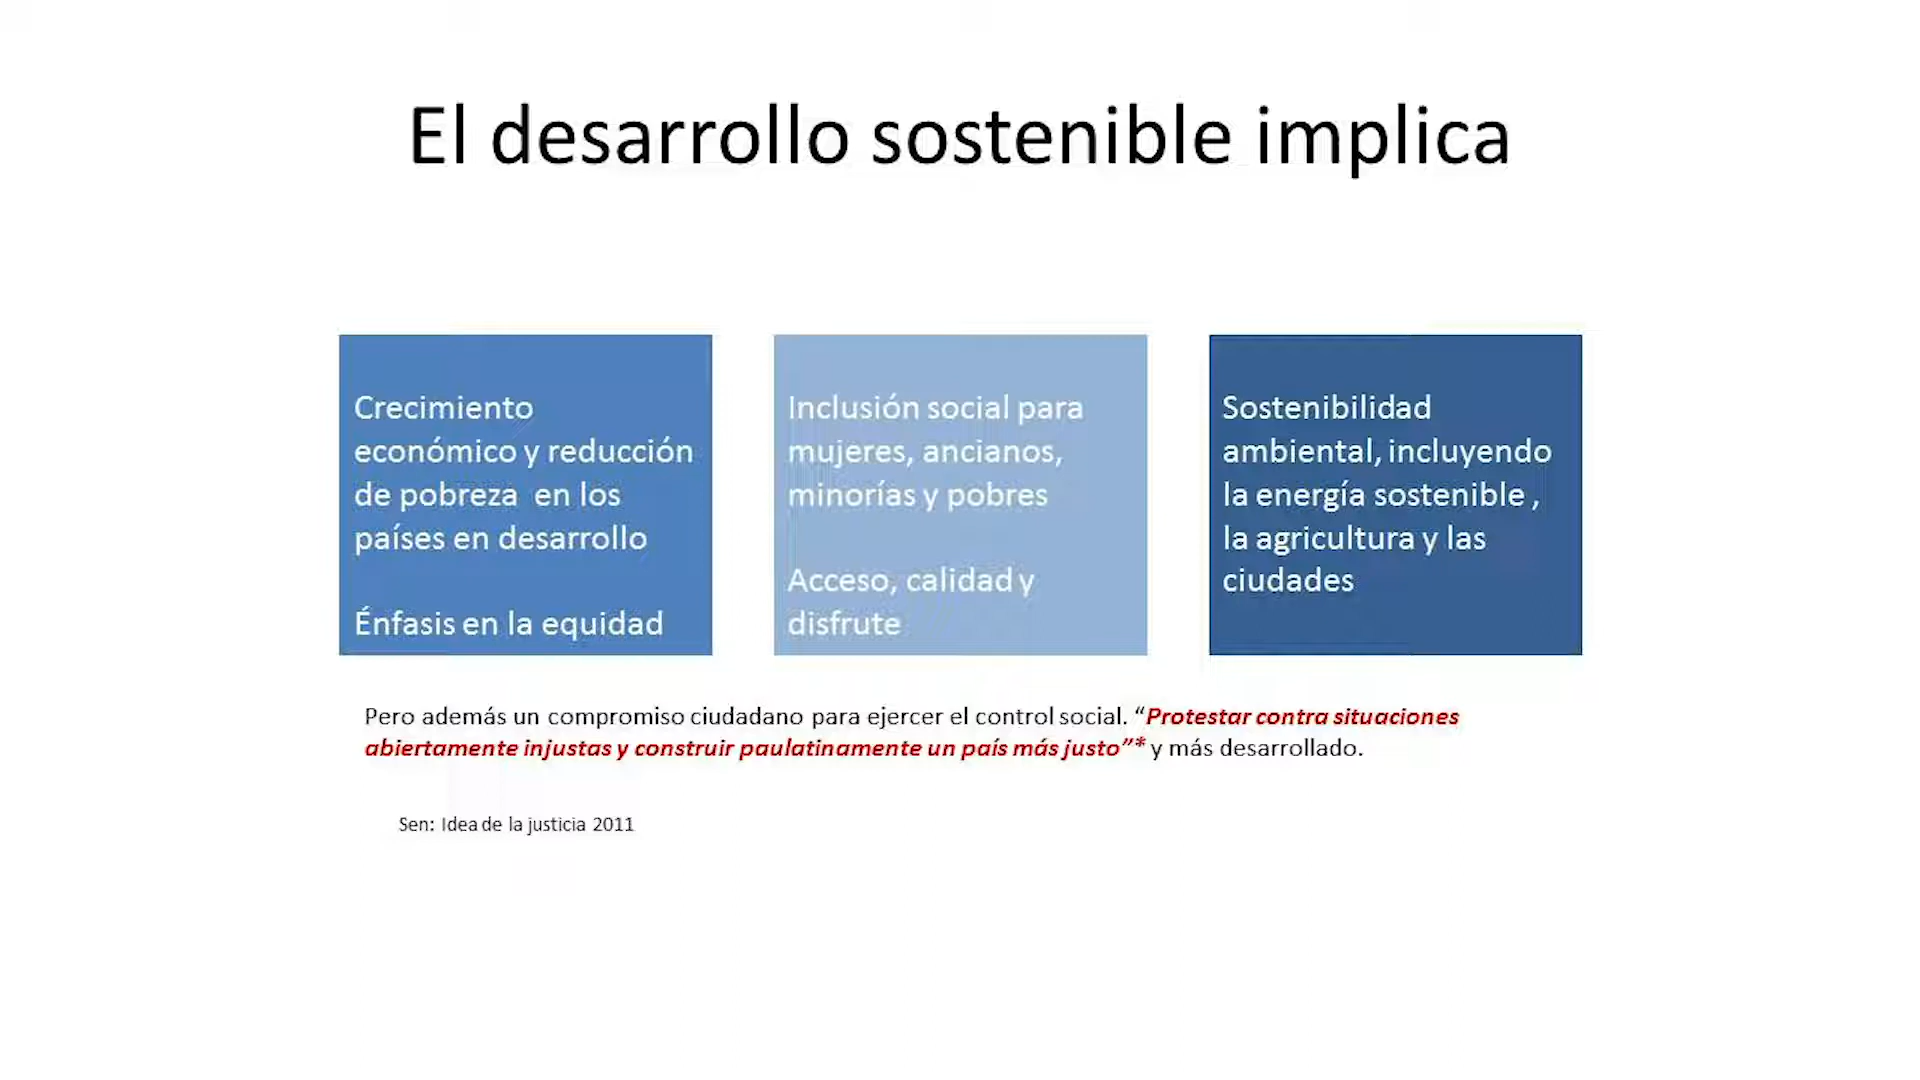 El desarrollo sostenible implica
Crecimiento
económico y reducción
de pobreza en los
países en desarrollo
Énfasis en la equidad
Inclusión social para
mujeres, ancianos,
minorías y pobres
Acceso, calidad y
disfrute
Sostenibilidad
ambiental, incluyendo
la energía sostenible ,
la agricultura y las
ciudades
Pero además un compromiso ciudadano para ejercer el control social. “Protestar contra situaciones
abiertamente injustas y construir paulatinamente un país más justo”* y más desarrollado.
Sen: Idea de la justicia 2011